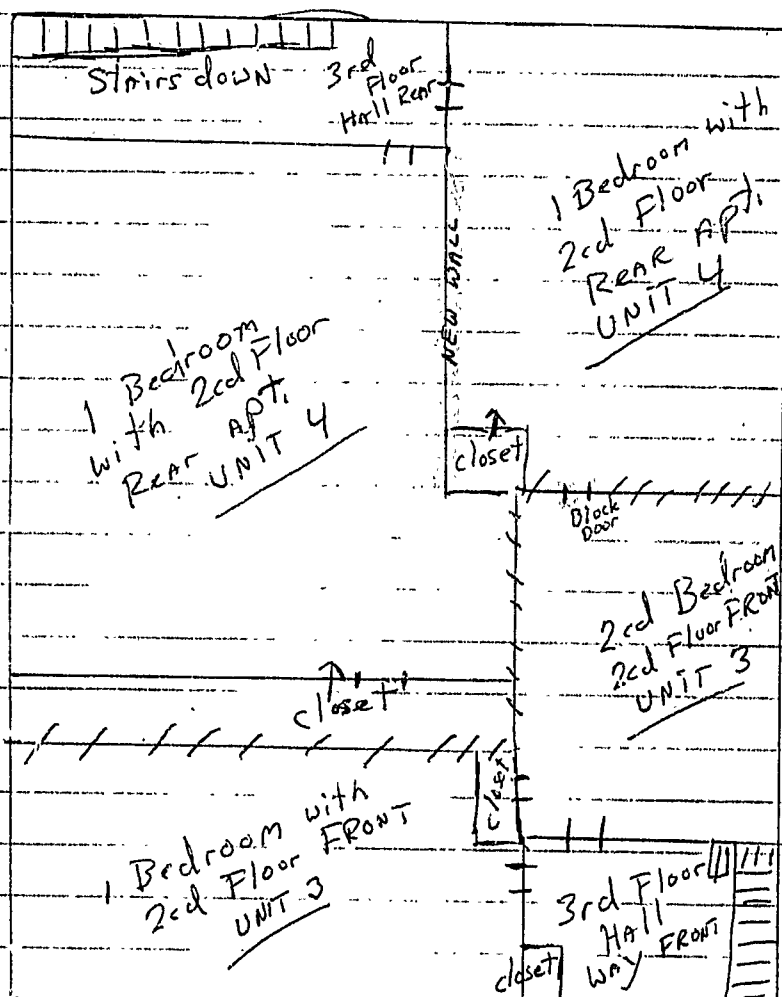 Stairs down
3rd
Floor
Hall Rear
1 Bedroom with
2cd Floor
Rear Apt.
UNIT 4
NEW WALL
1 Bedroom
with 2cd Floor
Rear Apt.
UNIT 4
closet
Block
Door
2cd Bedroom
2cd Floor FRONT
UNIT 3
closet
closet
1 Bedroom with
2cd Floor FRONT
UNIT 3
3rd Floor
Hall
Way FRONT
closet